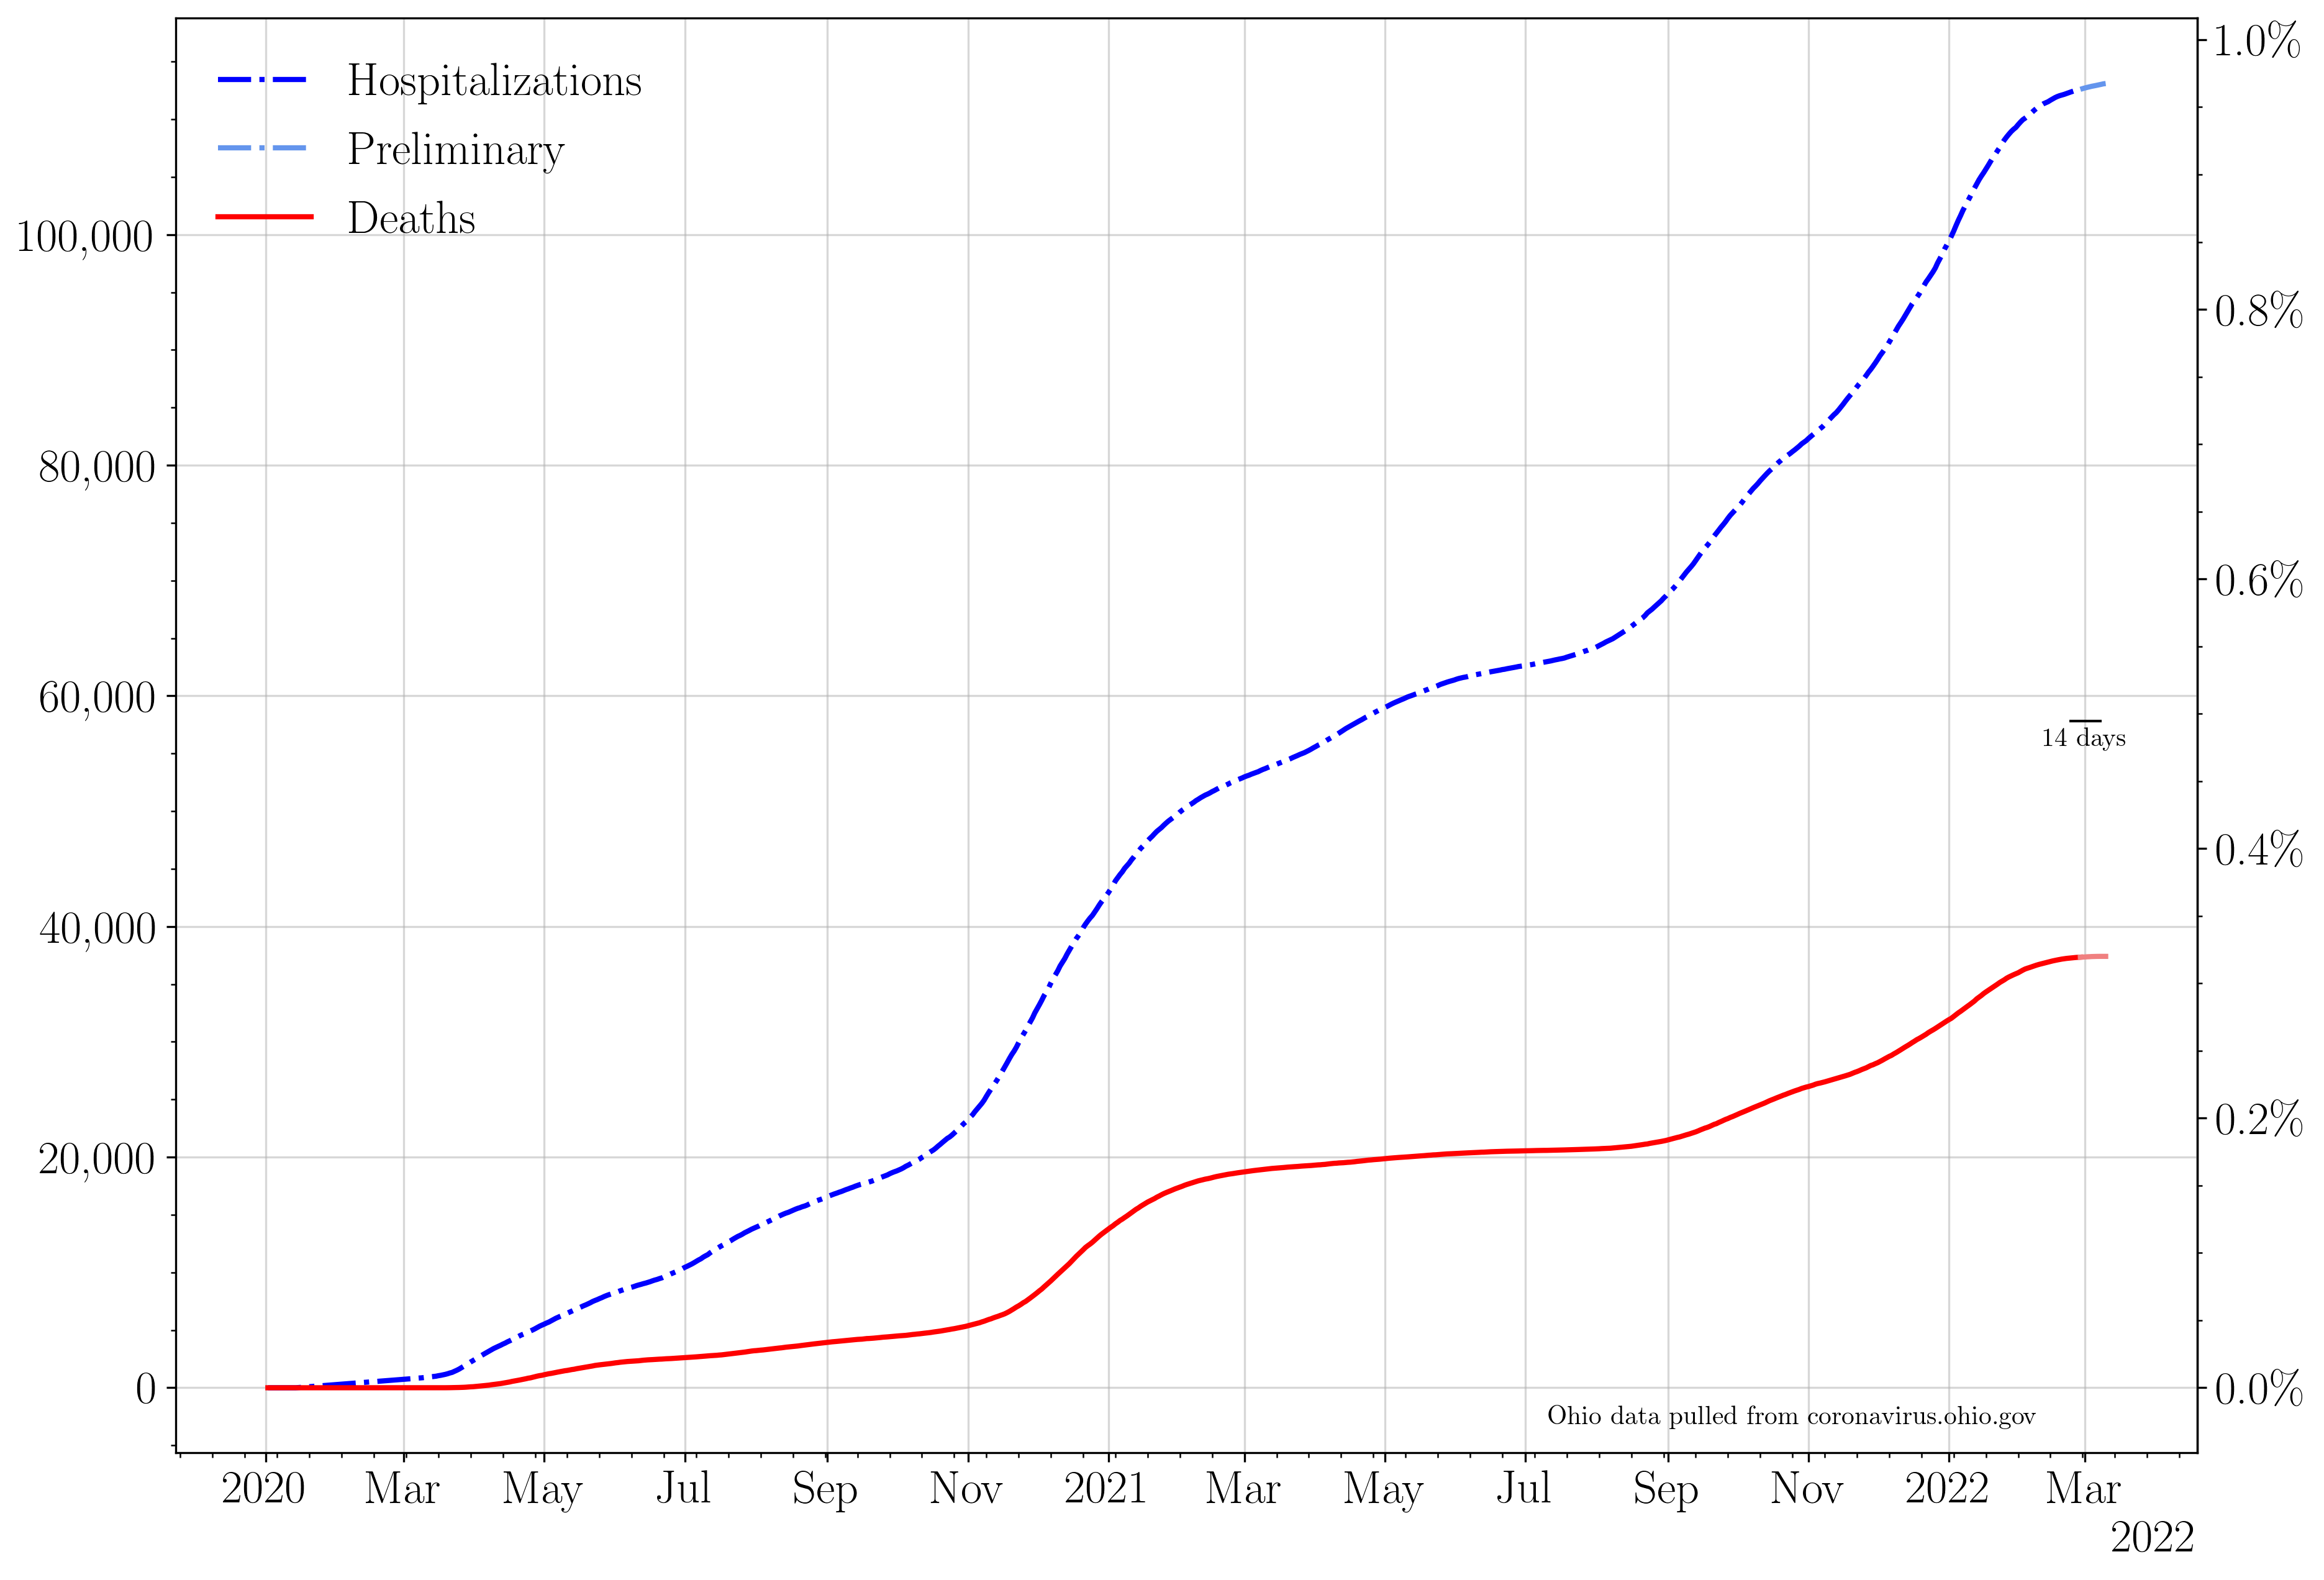 Hospitalizations
Preliminary
Deaths
100,000
80,000
60,000
40,000
20,000
0
1.0%
0.8%
0.6%
0.4%
0.2%
0.0%
14 days
Ohio data pulled from coronavirus.ohio.gov
2020 Mar May Jul Sep Nov 2021 Mar May Jul Sep Nov 2022 Mar
2022